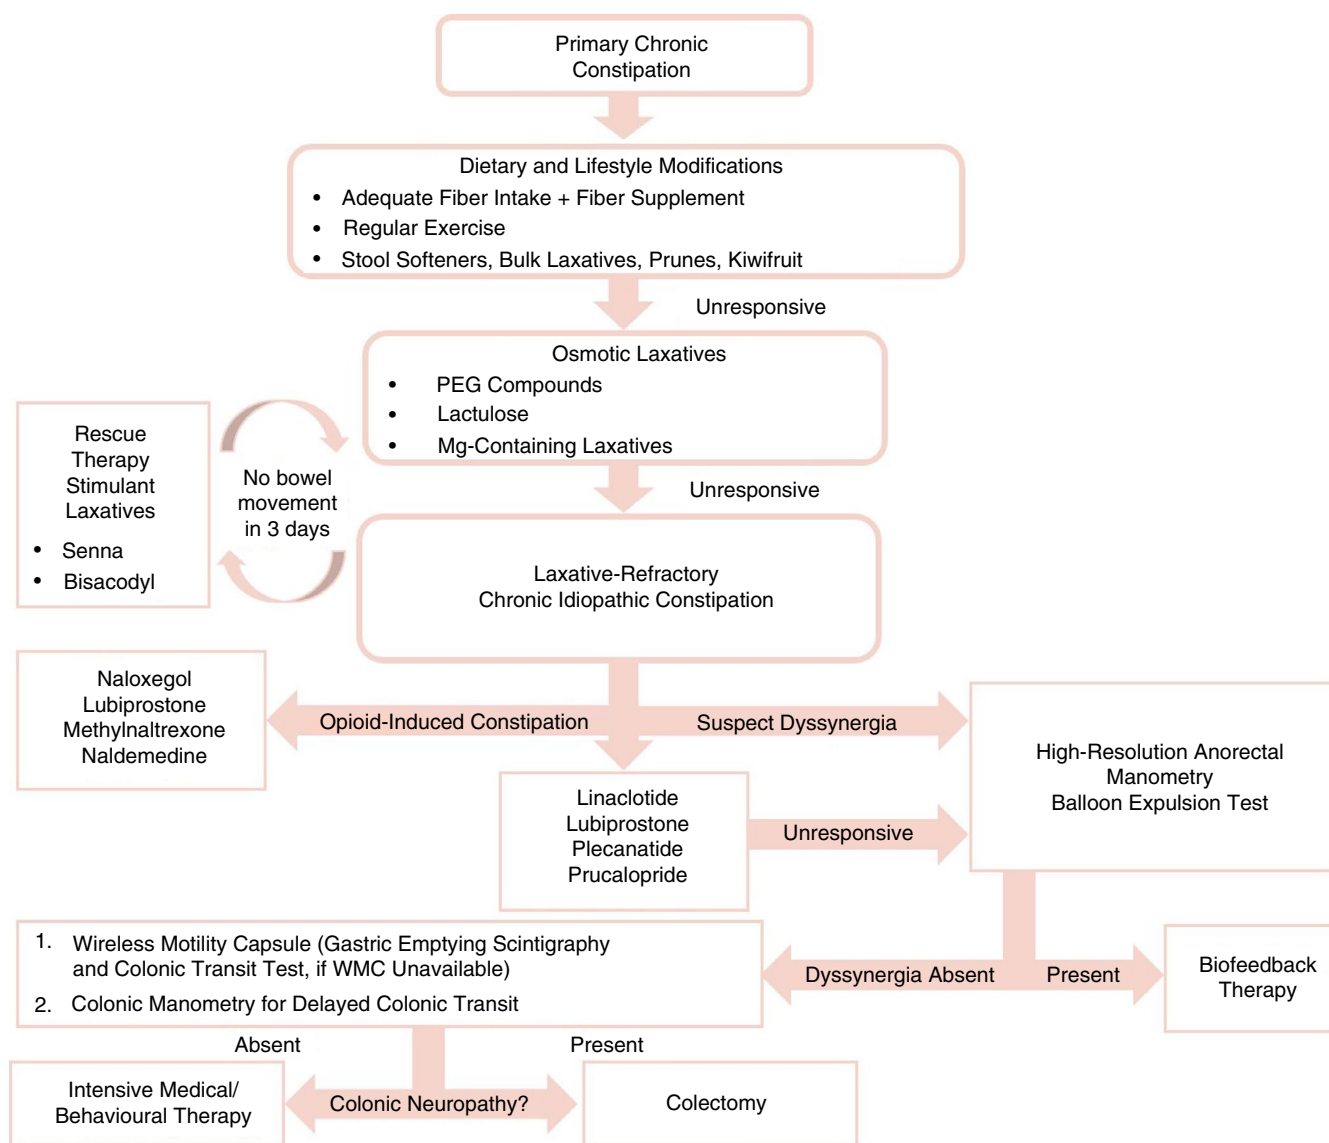 Primary Chronic
Constipation
Dietary and Lifestyle Modifications
• Adequate Fiber Intake + Fiber Supplement
• Regular Exercise
• Stool Softeners, Bulk Laxatives, Prunes, Kiwifruit
Unresponsive
Osmotic Laxatives
• PEG Compounds
• Lactulose
• Mg-Containing Laxatives
Rescue
Therapy
Stimulant
Laxatives
• Senna
• Bisacodyl
No bowel
movement
in 3 days
Unresponsive
Laxative-Refractory
Chronic Idiopathic Constipation
Naloxegol
Lubiprostone
Methylnaltrexone
Naldemedine
Opioid-Induced Constipation
Suspect Dyssynergia
High-Resolution Anorectal
Manometry
Balloon Expulsion Test
Linaclotide
Lubiprostone
Plecanatide
Prucalopride
Unresponsive
1. Wireless Motility Capsule (Gastric Emptying Scintigraphy
and Colonic Transit Test, if WMC Unavailable)
2. Colonic Manometry for Delayed Colonic Transit
Dyssynergia Absent
Present
Biofeedback
Therapy
Absent
Present
Intensive Medical/
Behavioural Therapy
Colonic Neuropathy?
Colectomy